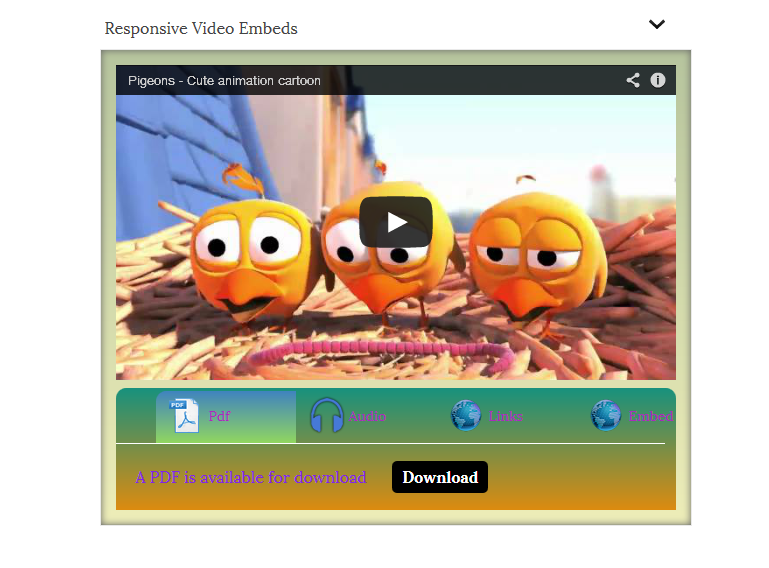 Responsive Video Embeds
Pigeons - Cute animation cartoon
PDF
Pdf
Audio
Links
Embed
A PDF is available for download
Download